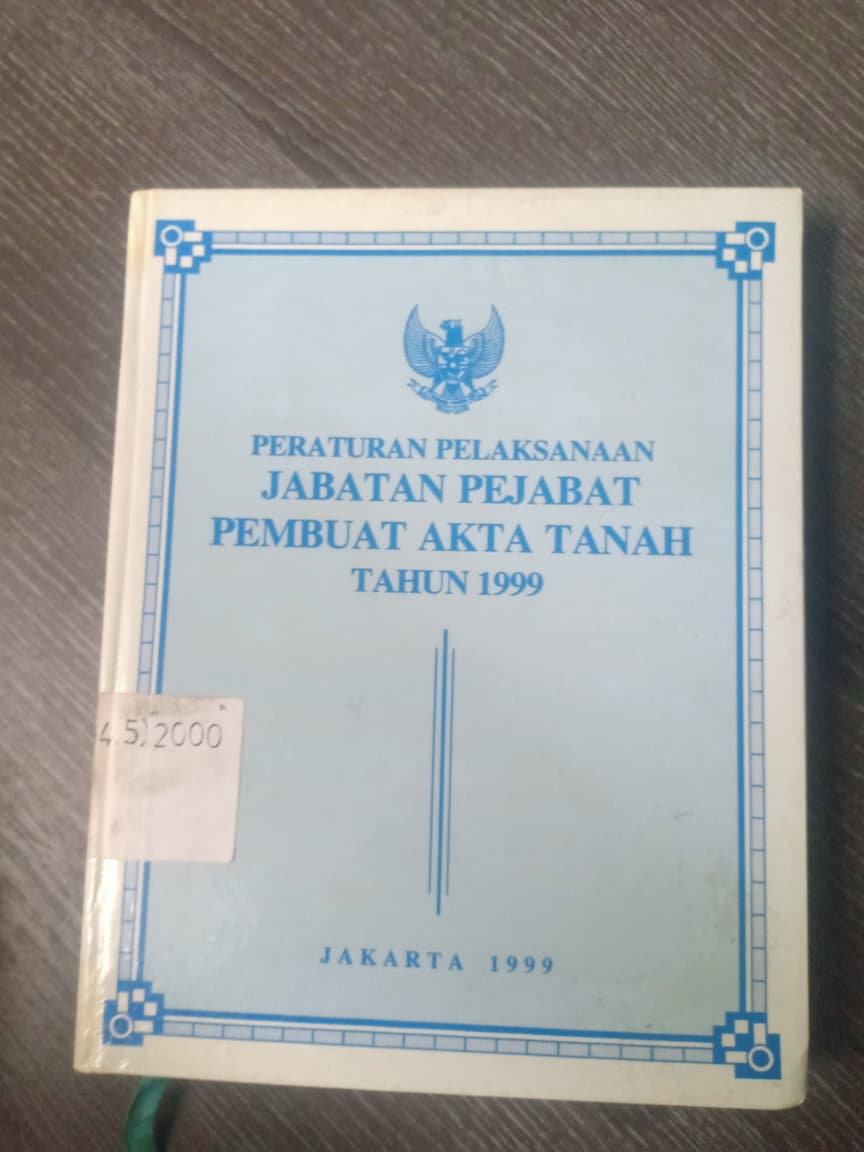 PERATURAN PELAKSANAAN
JABATAN PEJABAT
PEMBUAT AKTA TANAH
TAHUN 1999
4.5) 2000
JAKARTA 1999